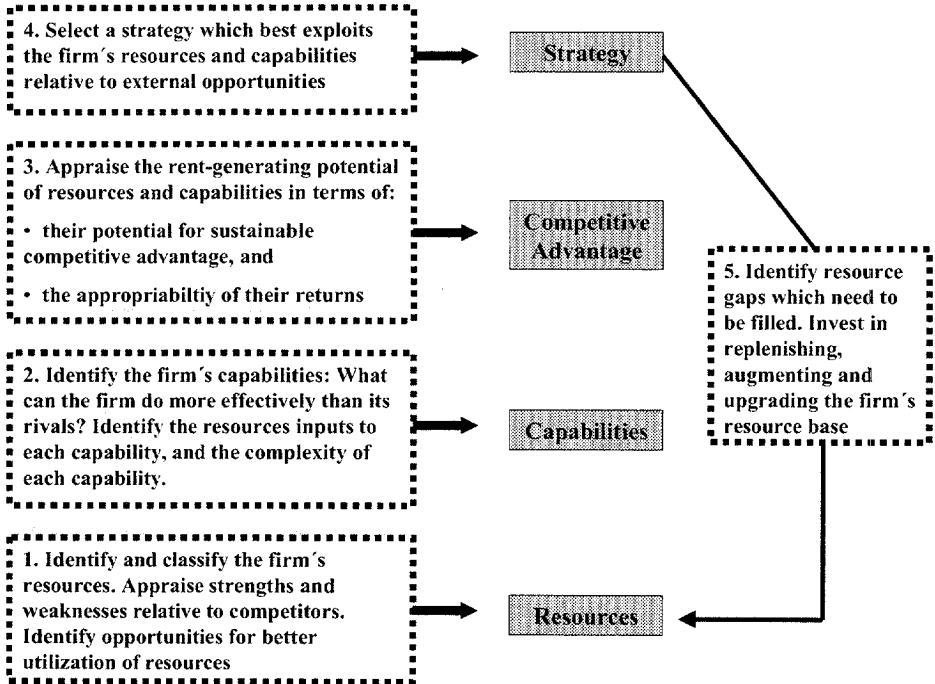 4. Select a strategy which best exploits
the firm´s resources and capabilities
relative to external opportunities
Strategy
3. Appraise the rent-generating potential
of resources and capabilities in terms of:
• their potential for sustainable
competitive advantage, and
• the appropriabiltiy of their returns
Competitive
Advantage
5. Identify resource
gaps which need to
be filled. Invest in
replenishing,
augmenting and
upgrading the firm´s
resource base
2. Identify the firm´s capabilities: What
can the firm do more effectively than its
rivals? Identify the resources inputs to
each capability, and the complexity of
each capability.
Capabilities
1. Identify and classify the firm´s
resources. Appraise strengths and
weaknesses relative to competitors.
Identify opportunities for better
utilization of resources
Resources